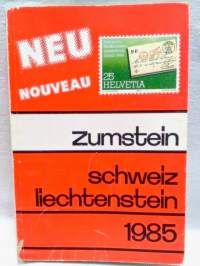 NEU
NOUVEAU
25
HELVETIA
zumstein
schweiz
liechtenstein
1985